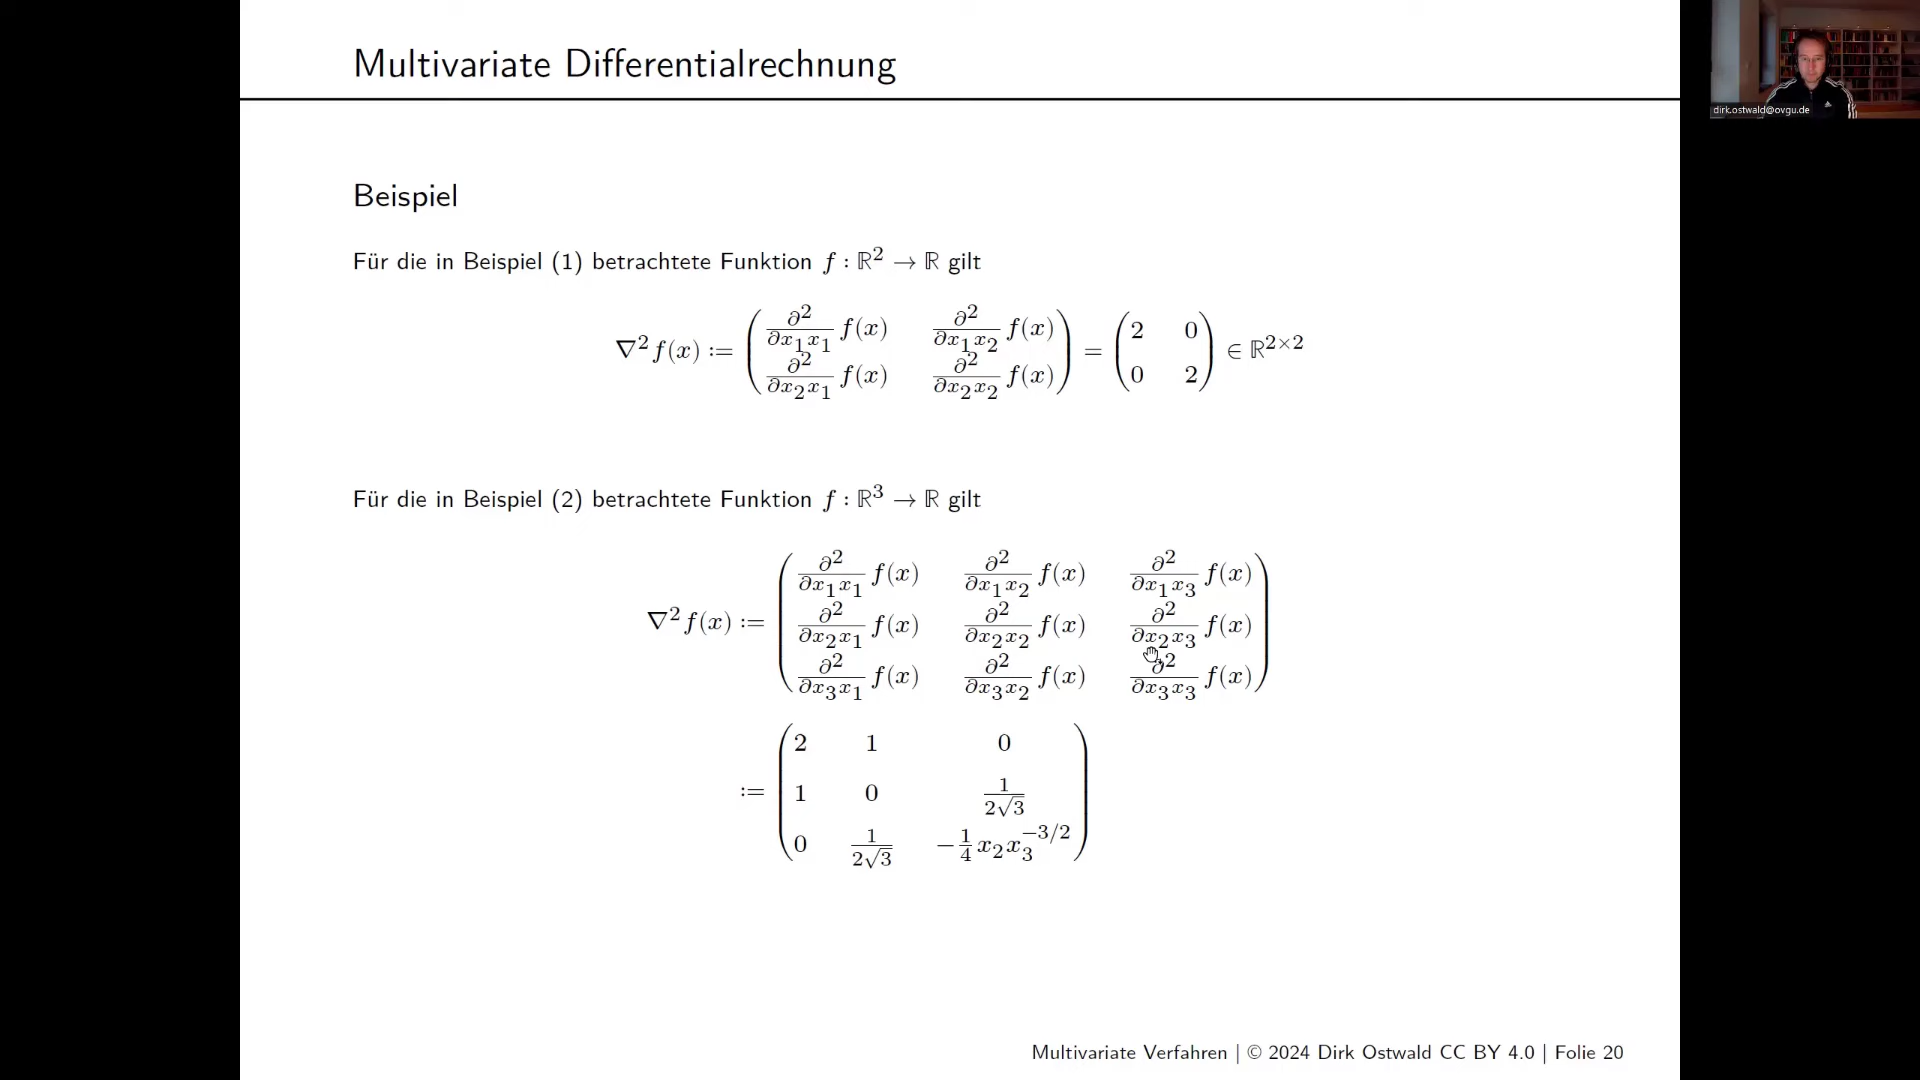 Multivariate Differentialrechnung
dirk.ostwald@ovgu.de
Beispiel
Für die in Beispiel (1) betrachtete Funktion f : ℝ² → ℝ gilt
∇²f(x) := ( ∂²/∂x₁x₁ f(x) ∂²/∂x₁x₂ f(x) ; ∂²/∂x₂x₁ f(x) ∂²/∂x₂x₂ f(x) ) = ( 2 0 ; 0 2 ) ∈ ℝ²ˣ²
Für die in Beispiel (2) betrachtete Funktion f : ℝ³ → ℝ gilt
∇²f(x) := ( ∂²/∂x₁x₁ f(x) ∂²/∂x₁x₂ f(x) ∂²/∂x₁x₃ f(x) ; ∂²/∂x₂x₁ f(x) ∂²/∂x₂x₂ f(x) ∂²/∂x₂x₃ f(x) ; ∂²/∂x₃x₁ f(x) ∂²/∂x₃x₂ f(x) ∂²/∂x₃x₃ f(x) )
:= ( 2 1 0 ; 1 0 1/(2√3) ; 0 1/(2√3) −1/4 x₂x₃^(−3/2) )
Multivariate Verfahren | © 2024 Dirk Ostwald CC BY 4.0 | Folie 20